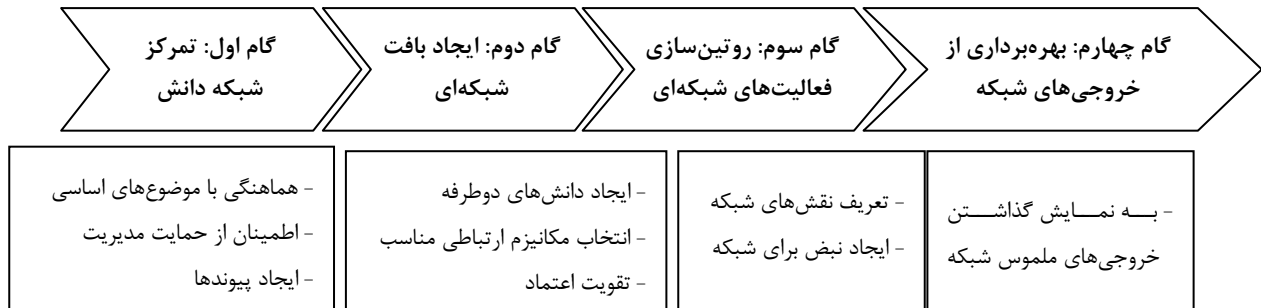 گام اول: تمرکز
شبکه دانش
گام دوم: ایجاد بافت
شبکه‌ای
گام سوم: روتین‌سازی
فعالیت‌های شبکه‌ای
گام چهارم: بهره‌برداری از
خروجی‌های شبکه
- هماهنگی با موضوع‌های اساسی
- اطمینان از حمایت مدیریت
- ایجاد پیوندها
- ایجاد دانش‌های دوطرفه
- انتخاب مکانیزم ارتباطی مناسب
- تقویت اعتماد
- تعریف نقش‌های شبکه
- ایجاد نبض برای شبکه
- بـــه نمـــایش گذاشـــتن
خروجی‌های ملموس شبکه